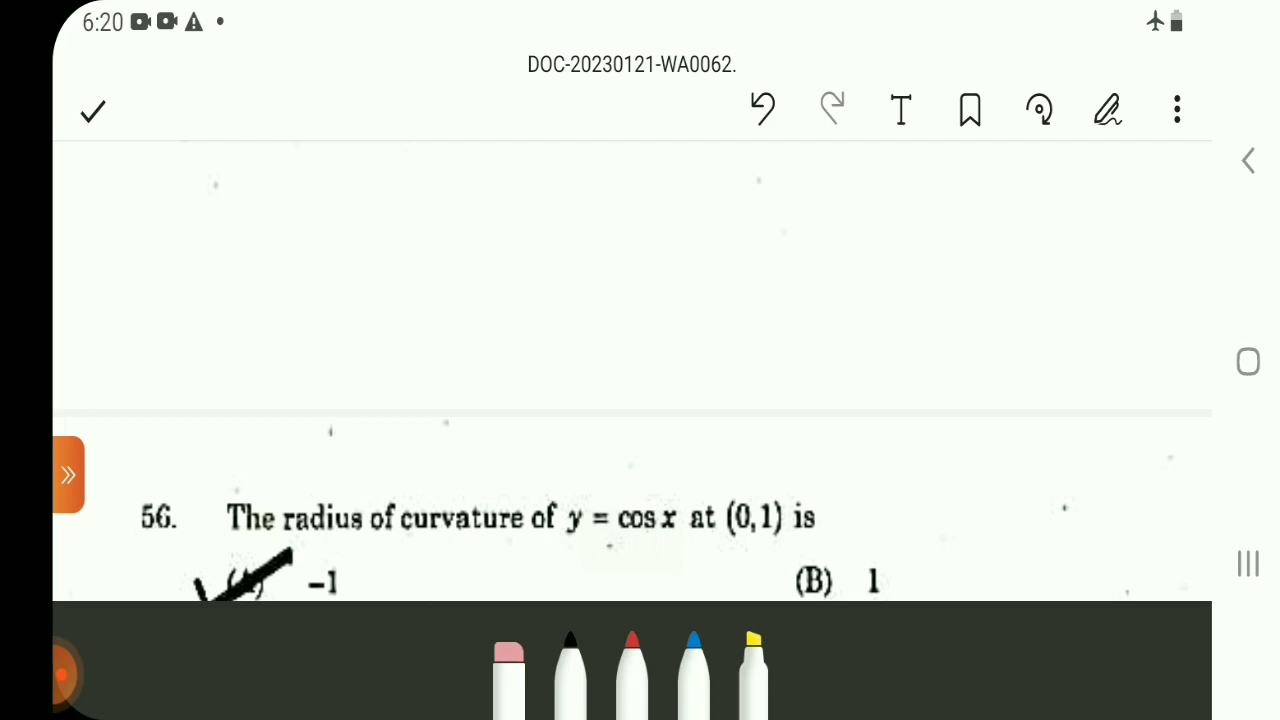 6:20
DOC-20230121-WA0062.
T
56. The radius of curvature of y = cos x at (0,1) is
(A) −1 (B) 1